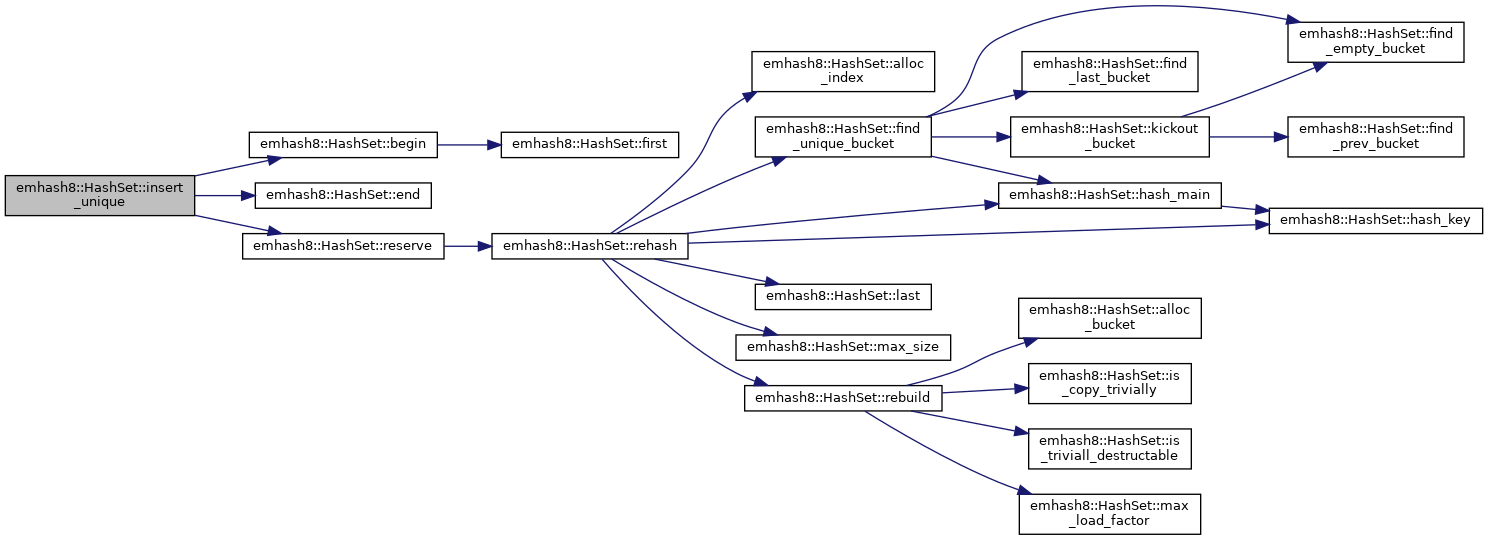 emhash8::HashSet::insert
_unique
emhash8::HashSet::begin
emhash8::HashSet::end
emhash8::HashSet::reserve
emhash8::HashSet::first
emhash8::HashSet::rehash
emhash8::HashSet::alloc
_index
emhash8::HashSet::find
_unique_bucket
emhash8::HashSet::last
emhash8::HashSet::max_size
emhash8::HashSet::rebuild
emhash8::HashSet::find
_last_bucket
emhash8::HashSet::kickout
_bucket
emhash8::HashSet::hash_main
emhash8::HashSet::alloc
_bucket
emhash8::HashSet::is
_copy_trivially
emhash8::HashSet::is
_triviall_destructable
emhash8::HashSet::max
_load_factor
emhash8::HashSet::find
_empty_bucket
emhash8::HashSet::find
_prev_bucket
emhash8::HashSet::hash_key